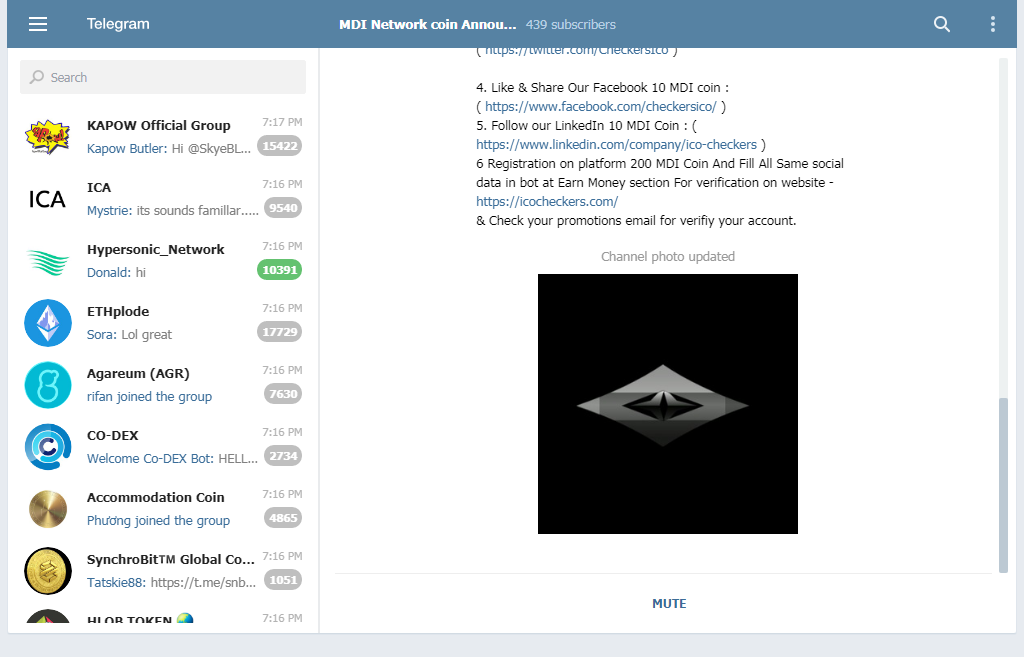 Telegram
MDI Network coin Annou... 439 subscribers
Search
KAPOW Official Group 7:17 PM
Kapow Butler: Hi @SkyeBL... 15422
ICA
ICA 7:16 PM
Mystrie: its sounds famillar..... 9540
Hypersonic_Network 7:16 PM
Donald: hi 10391
ETHplode 7:16 PM
Sora: Lol great 17729
Agareum (AGR) 7:16 PM
rifan joined the group 7630
CO-DEX 7:16 PM
Welcome Co-DEX Bot: HELL... 2734
Accommodation Coin 7:16 PM
Phương joined the group 4865
SynchroBit™ Global Co... 7:16 PM
Tatskie88: https://t.me/snb... 1051
HLOB TOKEN 7:16 PM
( https://twitter.com/CheckersIco )
4. Like & Share Our Facebook 10 MDI coin :
( https://www.facebook.com/checkersico/ )
5. Follow our LinkedIn 10 MDI Coin : (
https://www.linkedin.com/company/ico-checkers )
6 Registration on platform 200 MDI Coin And Fill All Same social
data in bot at Earn Money section For verification on website -
https://icocheckers.com/
& Check your promotions email for verifiy your account.
Channel photo updated
MUTE